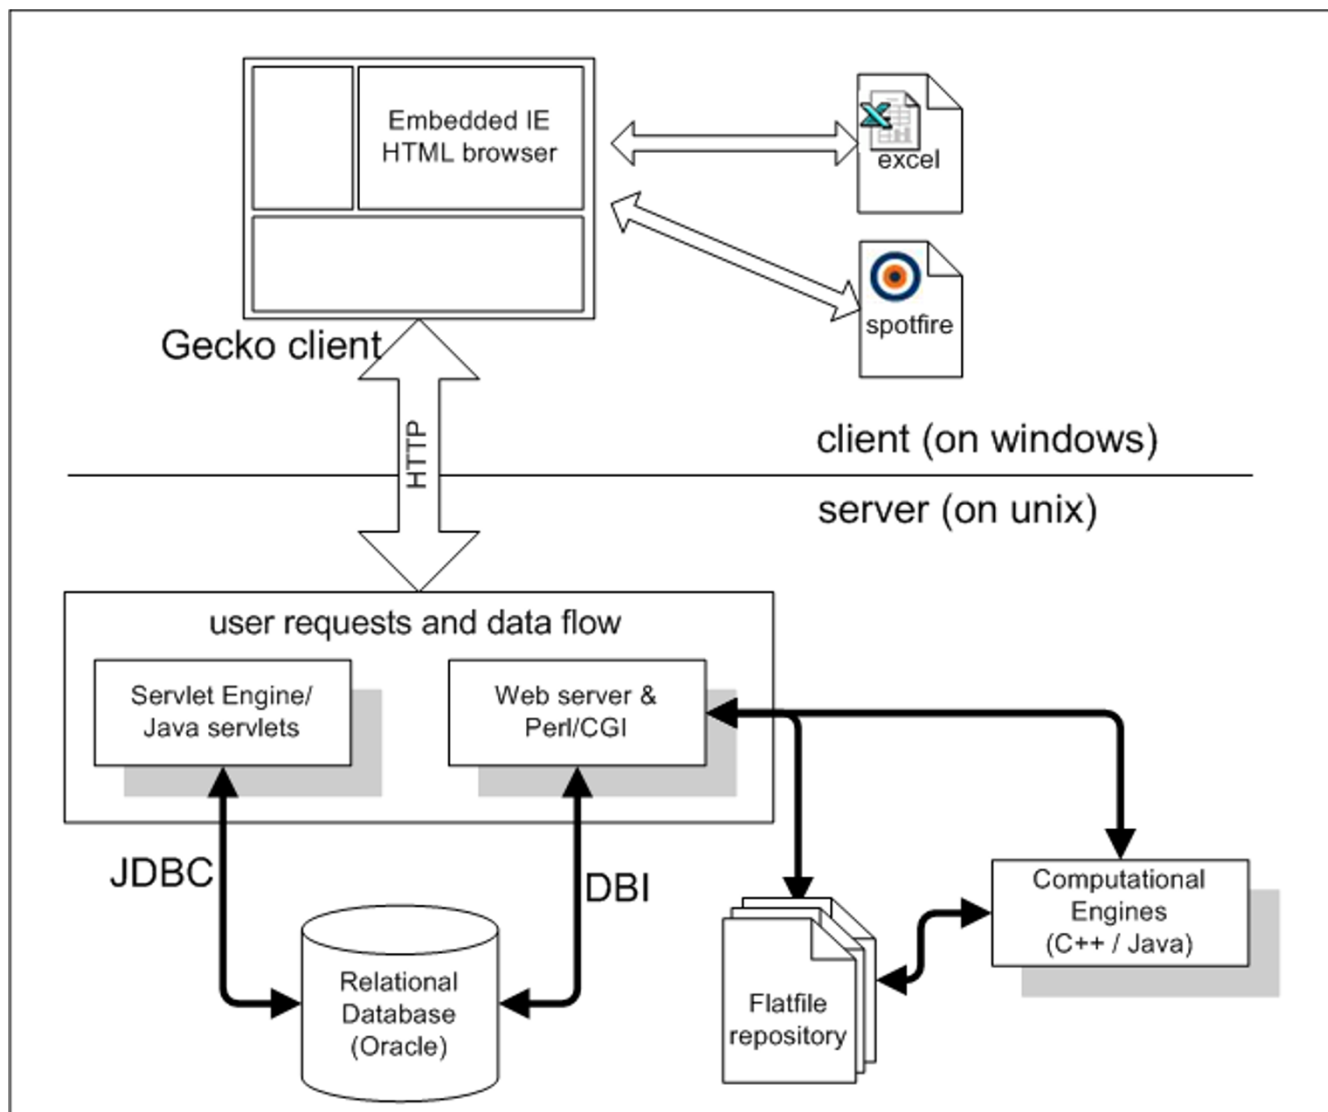 Embedded IE
HTML browser
excel
spotfire
Gecko client
HTTP
client (on windows)
server (on unix)
user requests and data flow
Servlet Engine/
Java servlets
Web server &
Perl/CGI
JDBC
DBI
Relational
Database
(Oracle)
Flatfile
repository
Computational
Engines
(C++ / Java)